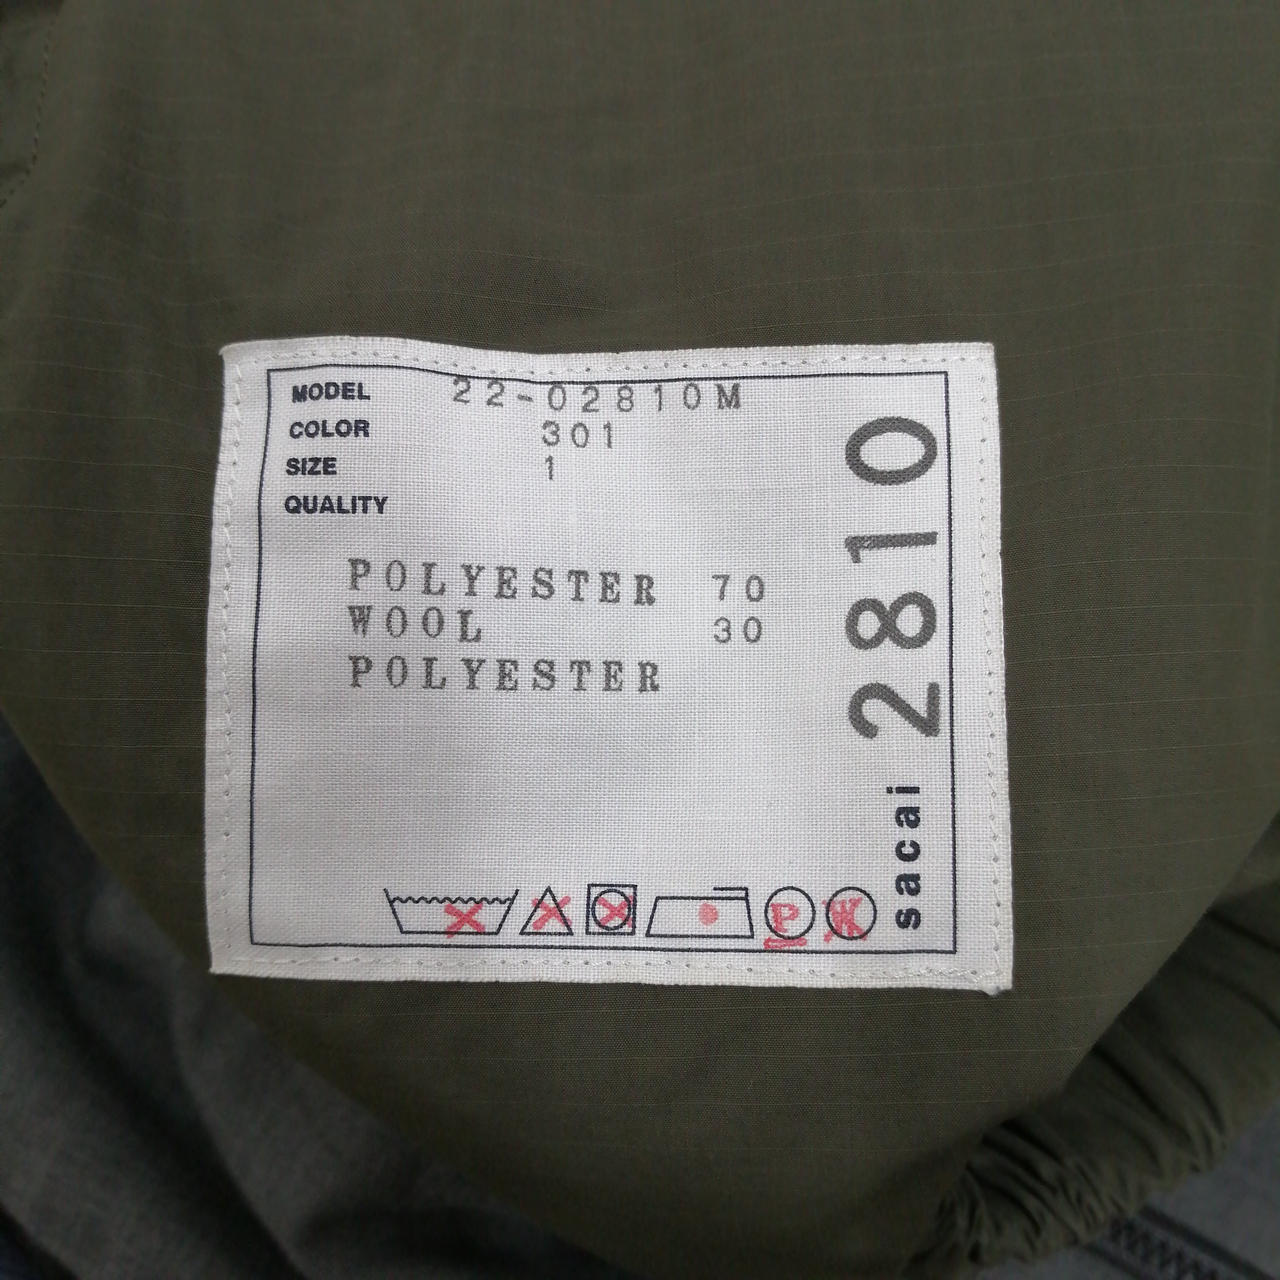 MODEL 22-02810M
COLOR 301
SIZE 1
QUALITY
POLYESTER 70
WOOL 30
POLYESTER
P
W
sacai 2810